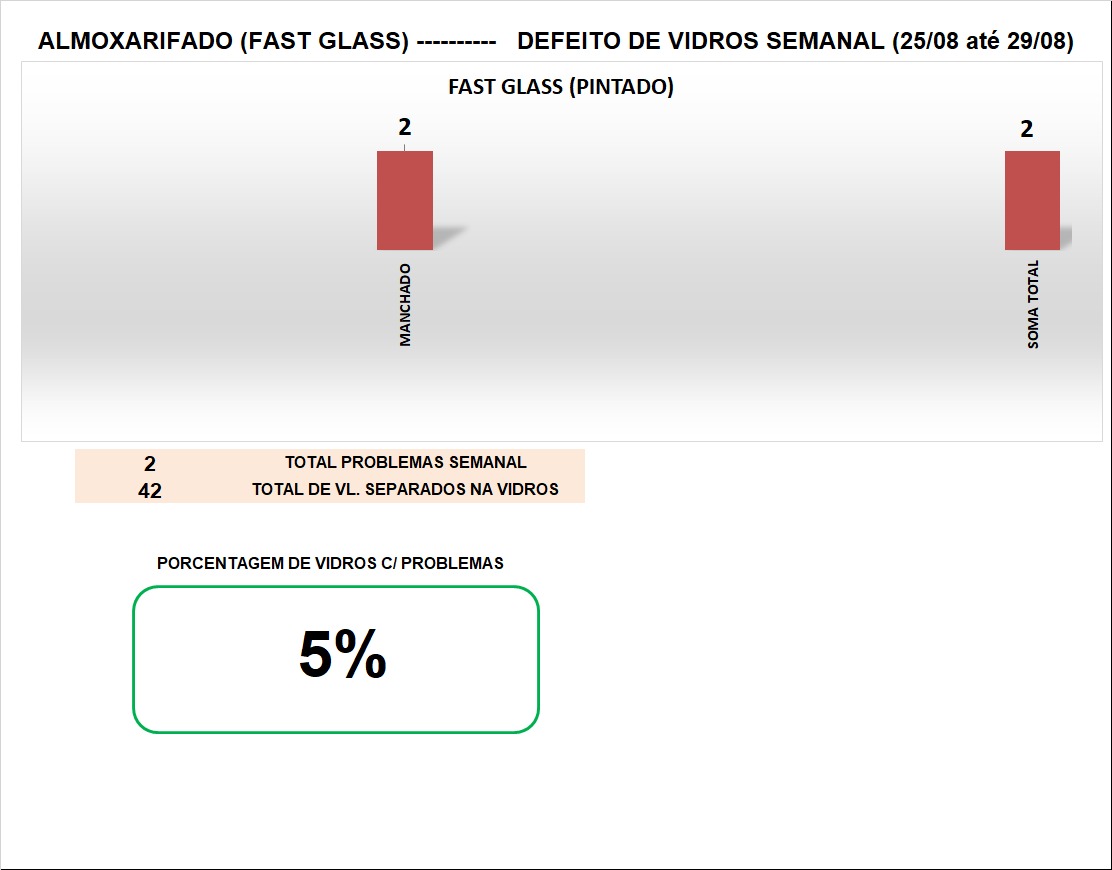 ALMOXARIFADO (FAST GLASS) ---------- DEFEITO DE VIDROS SEMANAL (25/08 até 29/08)
FAST GLASS (PINTADO)
2
2
MANCHADO
SOMA TOTAL
2 TOTAL PROBLEMAS SEMANAL
42 TOTAL DE VL. SEPARADOS NA VIDROS
PORCENTAGEM DE VIDROS C/ PROBLEMAS
5%